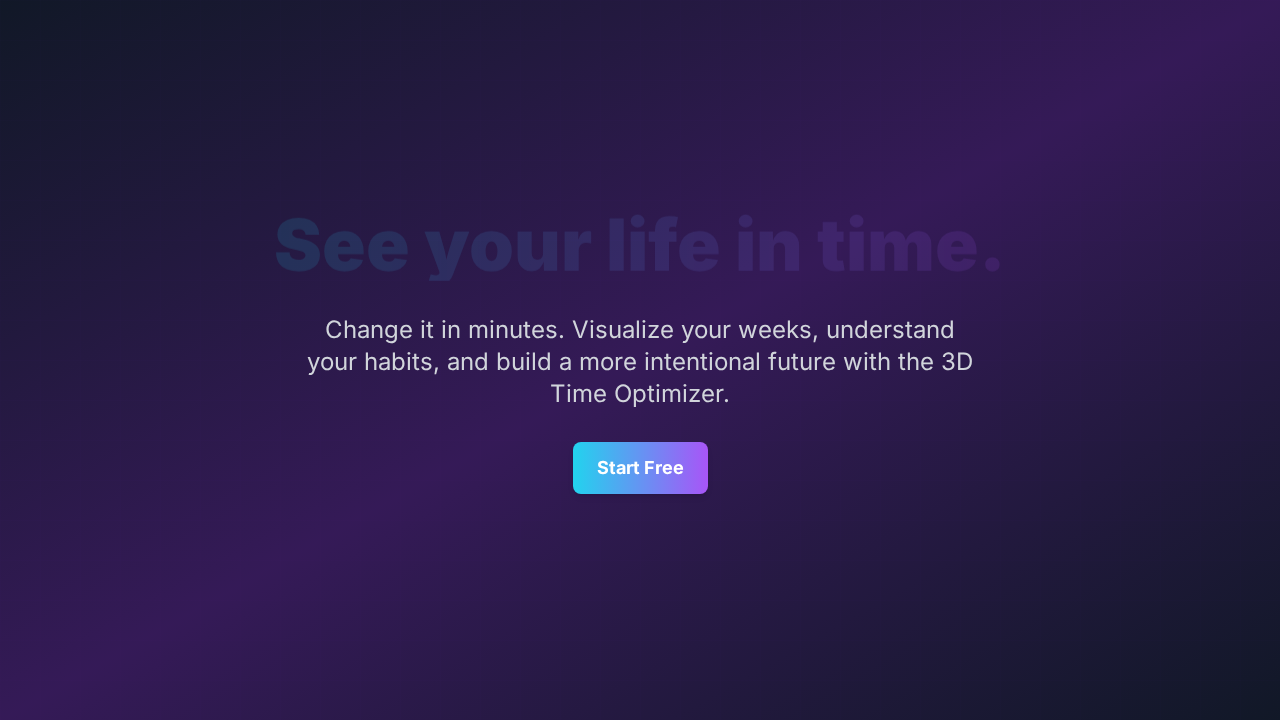 See your life in time.
Change it in minutes. Visualize your weeks, understand
your habits, and build a more intentional future with the 3D
Time Optimizer.
Start Free